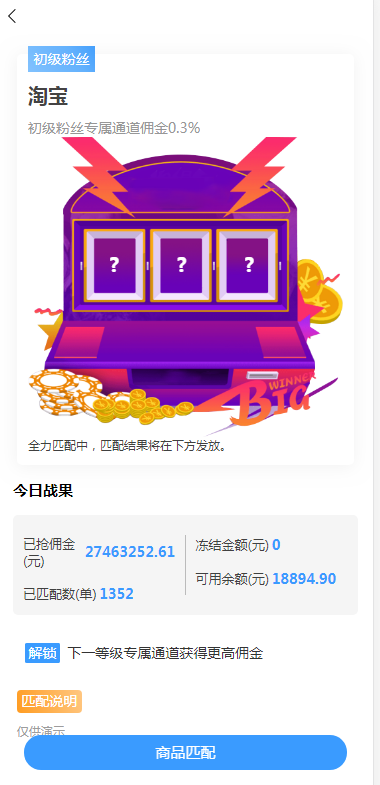 初级粉丝
淘宝
初级粉丝专属通道佣金0.3%
? ? ?
WINNER
BIG
全力匹配中，匹配结果将在下方发放。
今日战果
已抢佣金(元) 27463252.61
冻结金额(元) 0
已匹配数(单) 1352
可用余额(元) 18894.90
解锁 下一等级专属通道获得更高佣金
匹配说明
仅供演示
商品匹配